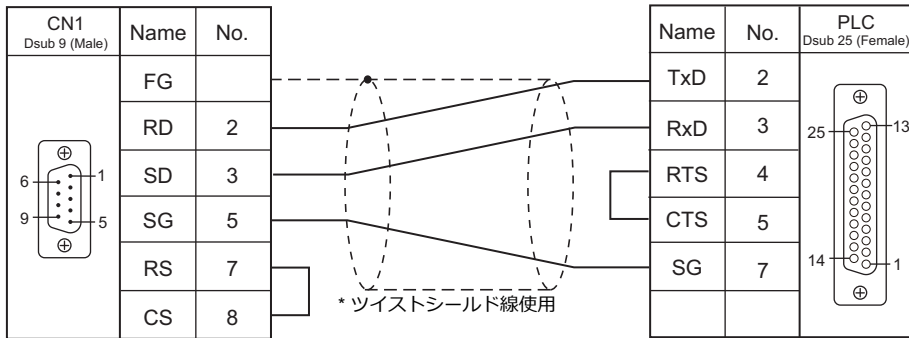 CN1
Dsub 9 (Male)
Name
No.
FG
RD
2
SD
3
SG
5
RS
7
CS
8
6
1
9
5
* ツイストシールド線使用
Name
No.
PLC
Dsub 25 (Female)
TxD
2
RxD
3
RTS
4
CTS
5
SG
7
25
13
14
1